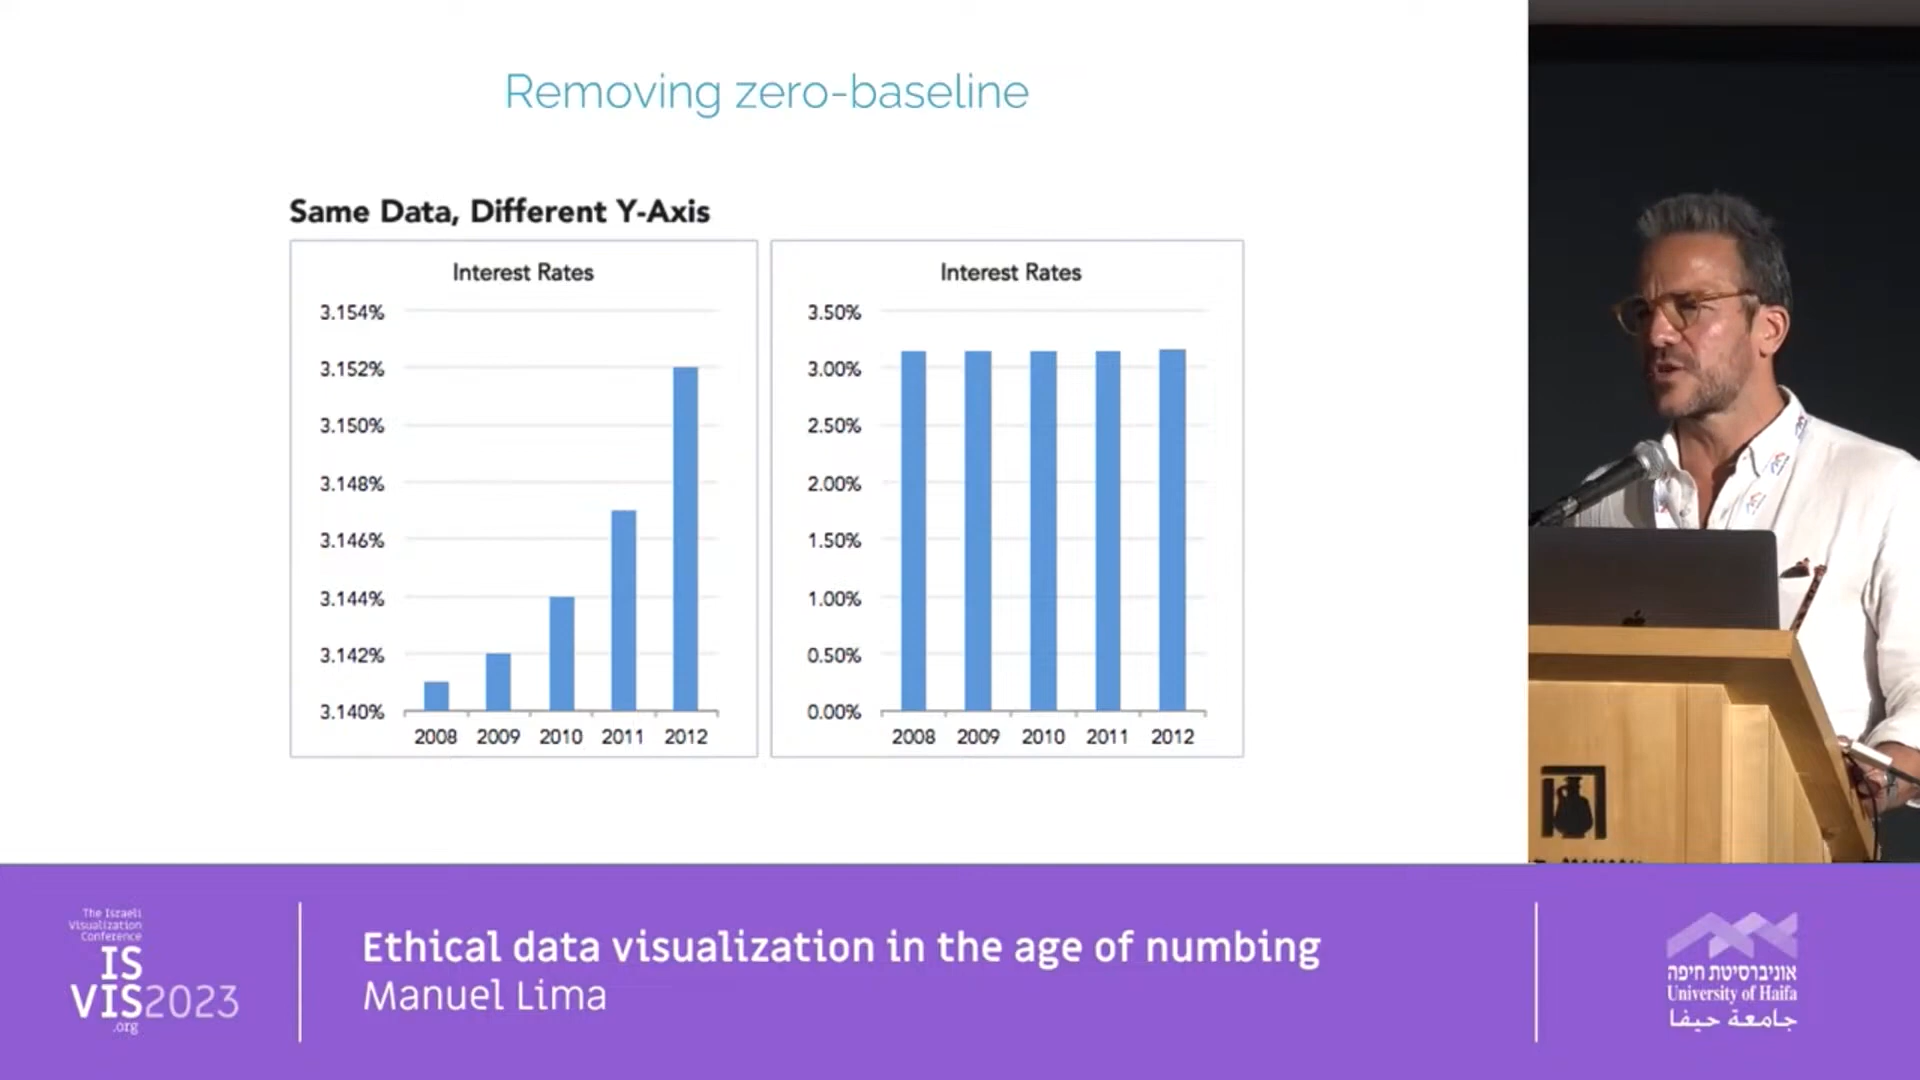 Removing zero-baseline
Same Data, Different Y-Axis
Interest Rates
3.154%
3.152%
3.150%
3.148%
3.146%
3.144%
3.142%
3.140%
2008 2009 2010 2011 2012
Interest Rates
3.50%
3.00%
2.50%
2.00%
1.50%
1.00%
0.50%
0.00%
2008 2009 2010 2011 2012
The Israeli
Visualization
Conference
IS
VIS2023
.org
Ethical data visualization in the age of numbing
Manuel Lima
אוניברסיטת חיפה
University of Haifa
جامعة حيفا